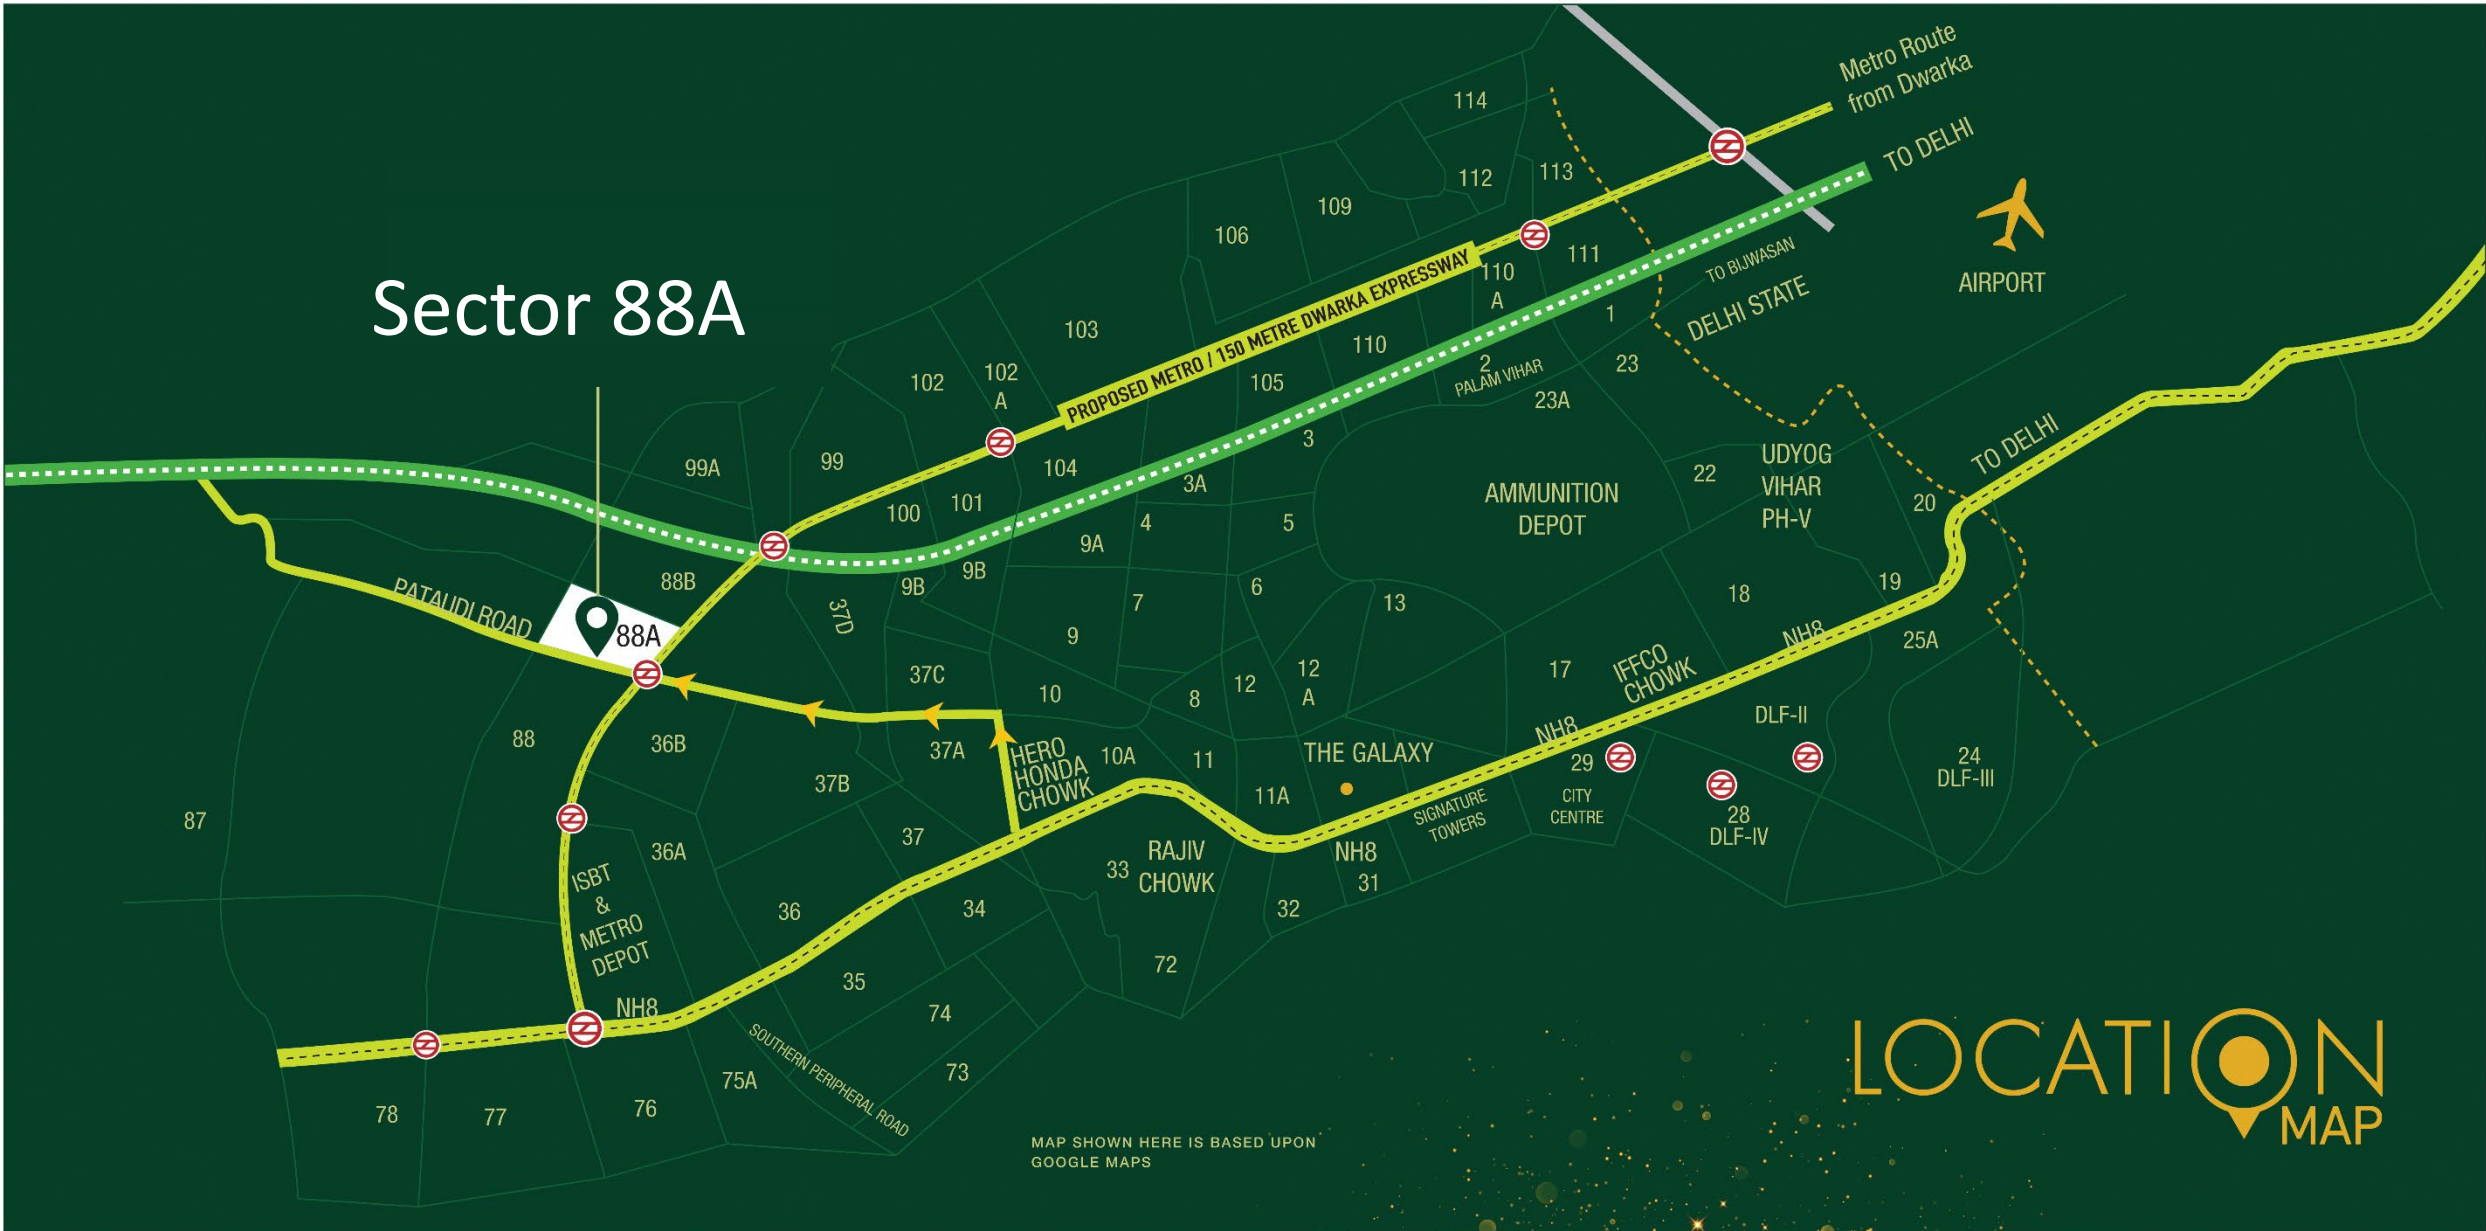 Metro Route
from Dwarka
TO DELHI
114
112
113
109
106
111
110
A
TO BIJWASAN
DELHI STATE
AIRPORT
Sector 88A
PROPOSED METRO / 150 METRE DWARKA EXPRESSWAY
103
102
102
A
110
105
1
2
PALAM VIHAR
23
23A
3
3A
99A
99
104
100
101
4
5
9A
9B
9B
AMMUNITION
DEPOT
22
UDYOG
VIHAR
PH-V
20
TO DELHI
88B
PATAUDI ROAD
88A
37D
6
7
13
9
18
19
NH8
25A
37C
10
8
12
12
A
17
IFFCO
CHOWK
DLF-II
88
36B
37A
HERO
HONDA
CHOWK
10A
11
THE GALAXY
NH8
29
CITY
CENTRE
24
DLF-III
37B
11A
SIGNATURE
TOWERS
28
DLF-IV
87
36A
37
33
RAJIV
CHOWK
NH8
31
ISBT
&
METRO
DEPOT
36
34
32
72
35
NH8
74
SOUTHERN PERIPHERAL ROAD
73
75A
78
77
76
MAP SHOWN HERE IS BASED UPON
GOOGLE MAPS
LOCATION
MAP